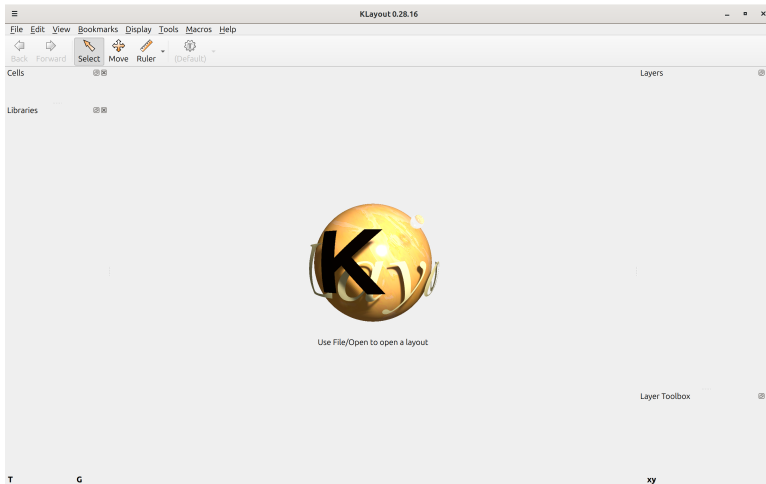 KLayout 0.28.16
File Edit View Bookmarks Display Tools Macros Help
Back Forward Select Move Ruler (Default)
Cells
Layers
Libraries
K
Layou
Use File/Open to open a layout
Layer Toolbox
T G xy